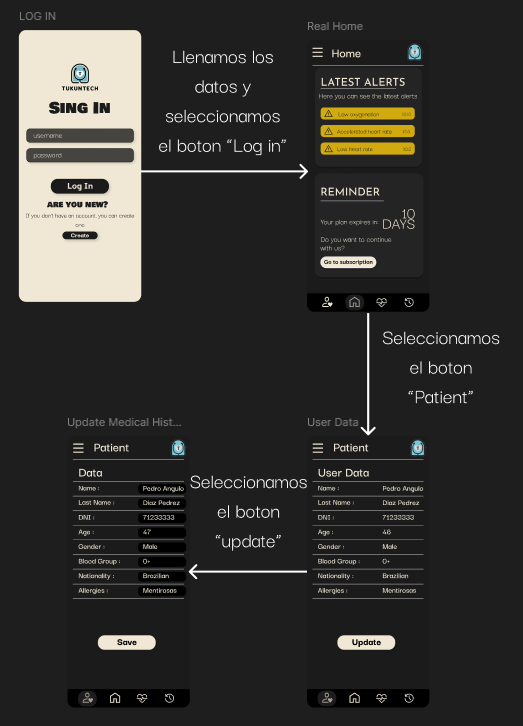 LOG IN
TUKUNTECH
SING IN
username
password
Log In
ARE YOU NEW?
If you don't have an account, you can create
one
Create
Llenamos los
datos y
seleccionamos
el boton "Log in"
Real Home
Home
LATEST ALERTS
Here you can see the latest alerts
Low oxygenation
Accelerated heart rate
Low heart rate
REMINDER
Your plan expires in:
10
DAYS
Do you want to continue
with us?
Go to subscription
Seleccionamos
el boton
"Patient"
Update Medical Hist...
Patient
Data
Name : Pedro Angulo
Last Name : Diaz Pedrez
DNI : 71233333
Age : 47
Gender : Male
Blood Group : O+
Nationality : Brazilian
Allergies : Mentirosas
Save
Seleccionamos
el boton
"update"
User Data
Patient
User Data
Name : Pedro Angulo
Last Name : Diaz Pedrez
DNI : 71233333
Age : 46
Gender : Male
Blood Group : O+
Nationality : Brazilian
Allergies : Mentirosas
Update